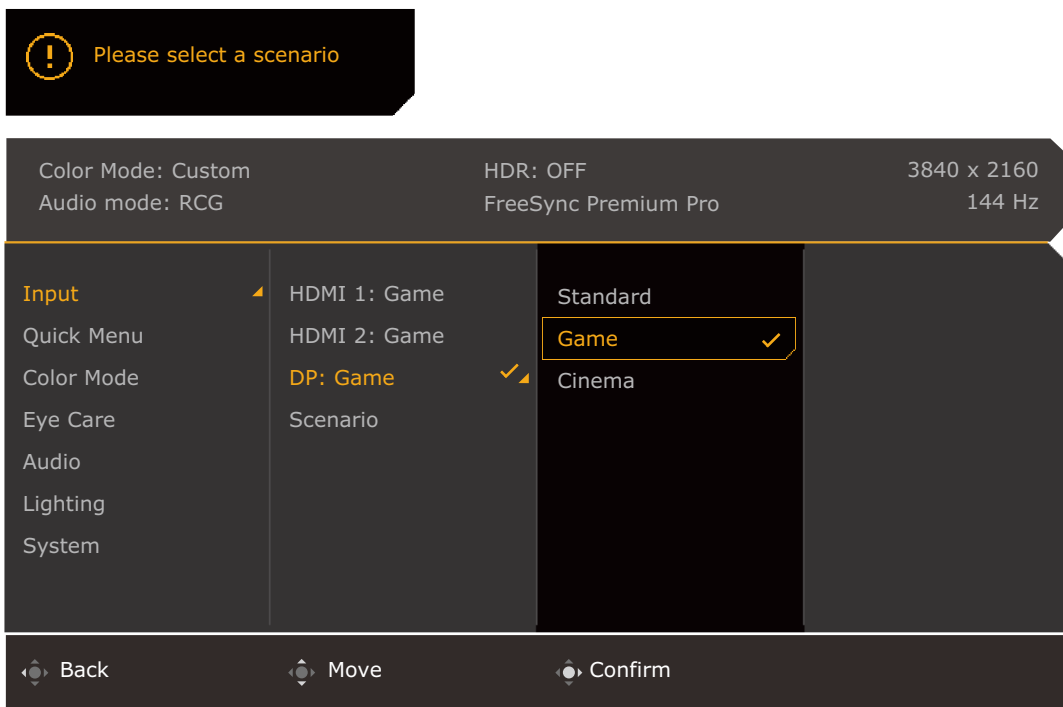 Please select a scenario
Color Mode: Custom
Audio mode: RCG
HDR: OFF
FreeSync Premium Pro
3840 x 2160
144 Hz
Input
Quick Menu
Color Mode
Eye Care
Audio
Lighting
System
HDMI 1: Game
HDMI 2: Game
DP: Game
Scenario
Standard
Game
Cinema
Back
Move
Confirm